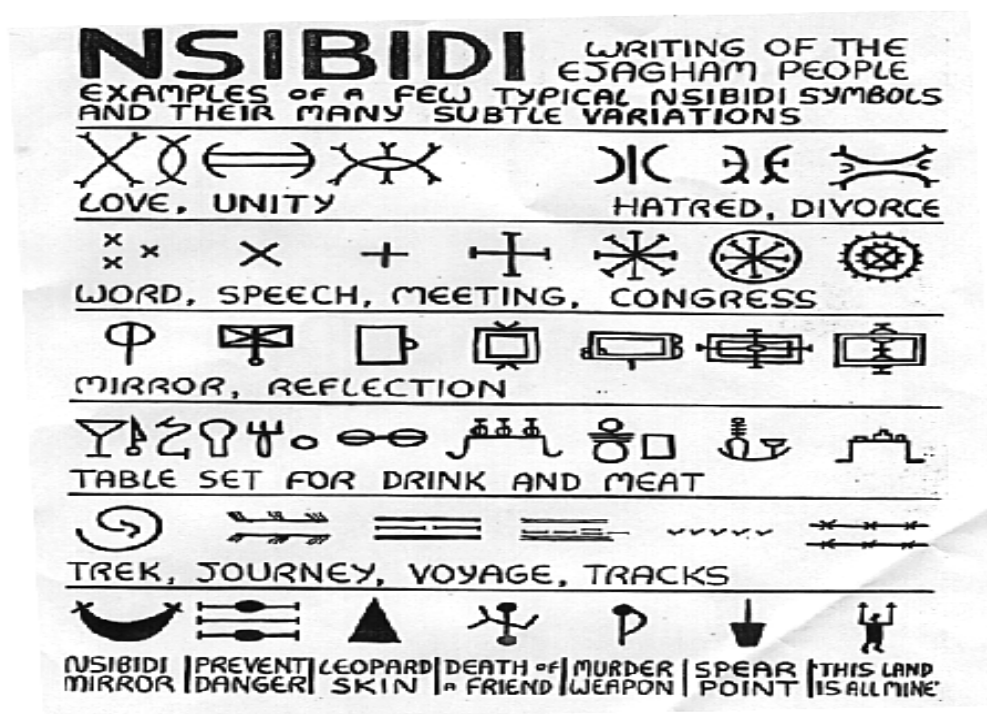 NSIBIDI WRITING OF THE
EJAGHAM PEOPLE
EXAMPLES OF A FEW TYPICAL NSIBIDI SYMBOLS
AND THEIR MANY SUBTLE VARIATIONS
LOVE, UNITY HATRED, DIVORCE
WORD, SPEECH, MEETING, CONGRESS
MIRROR, REFLECTION
TABLE SET FOR DRINK AND MEAT
TREK, JOURNEY, VOYAGE, TRACKS
NSIBIDI MIRROR
PREVENT DANGER
LEOPARD SKIN
DEATH OF A FRIEND
MURDER WEAPON
SPEAR POINT
"THIS LAND IS ALL MINE"